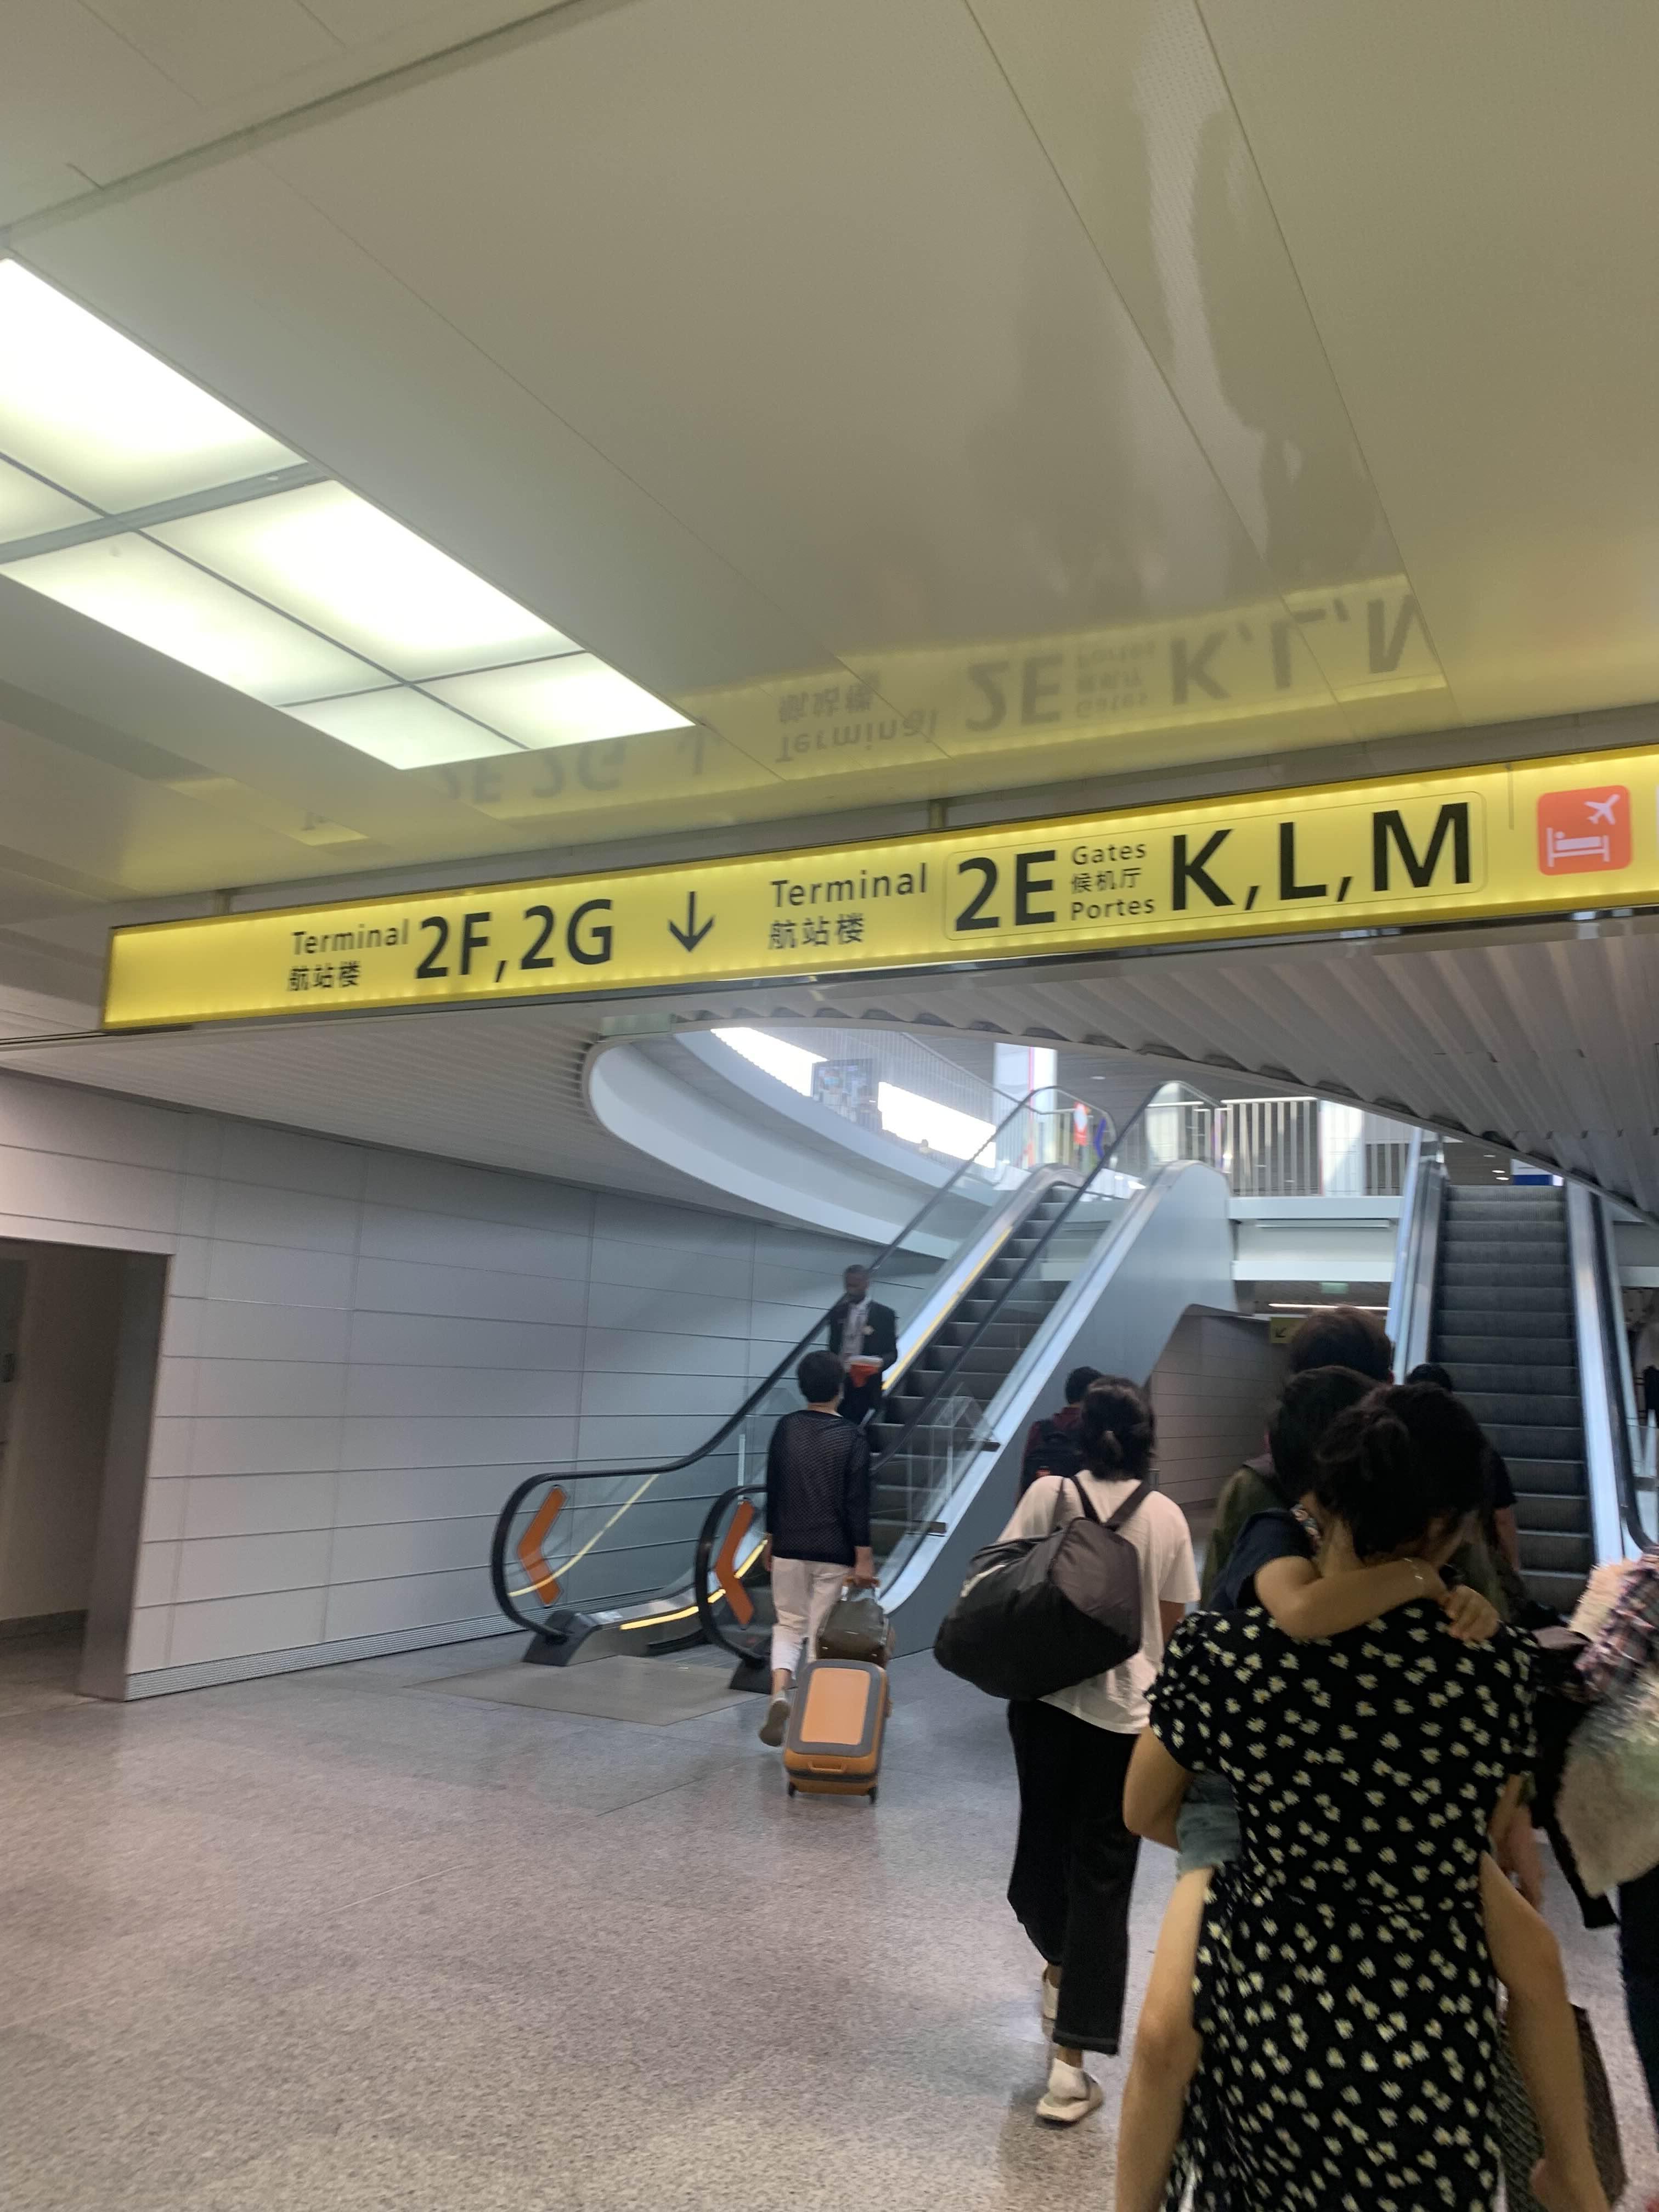 Terminal
航站楼
2F, 2G
↓
Terminal
航站楼
2E
Gates
候机厅
Portes
K, L, M